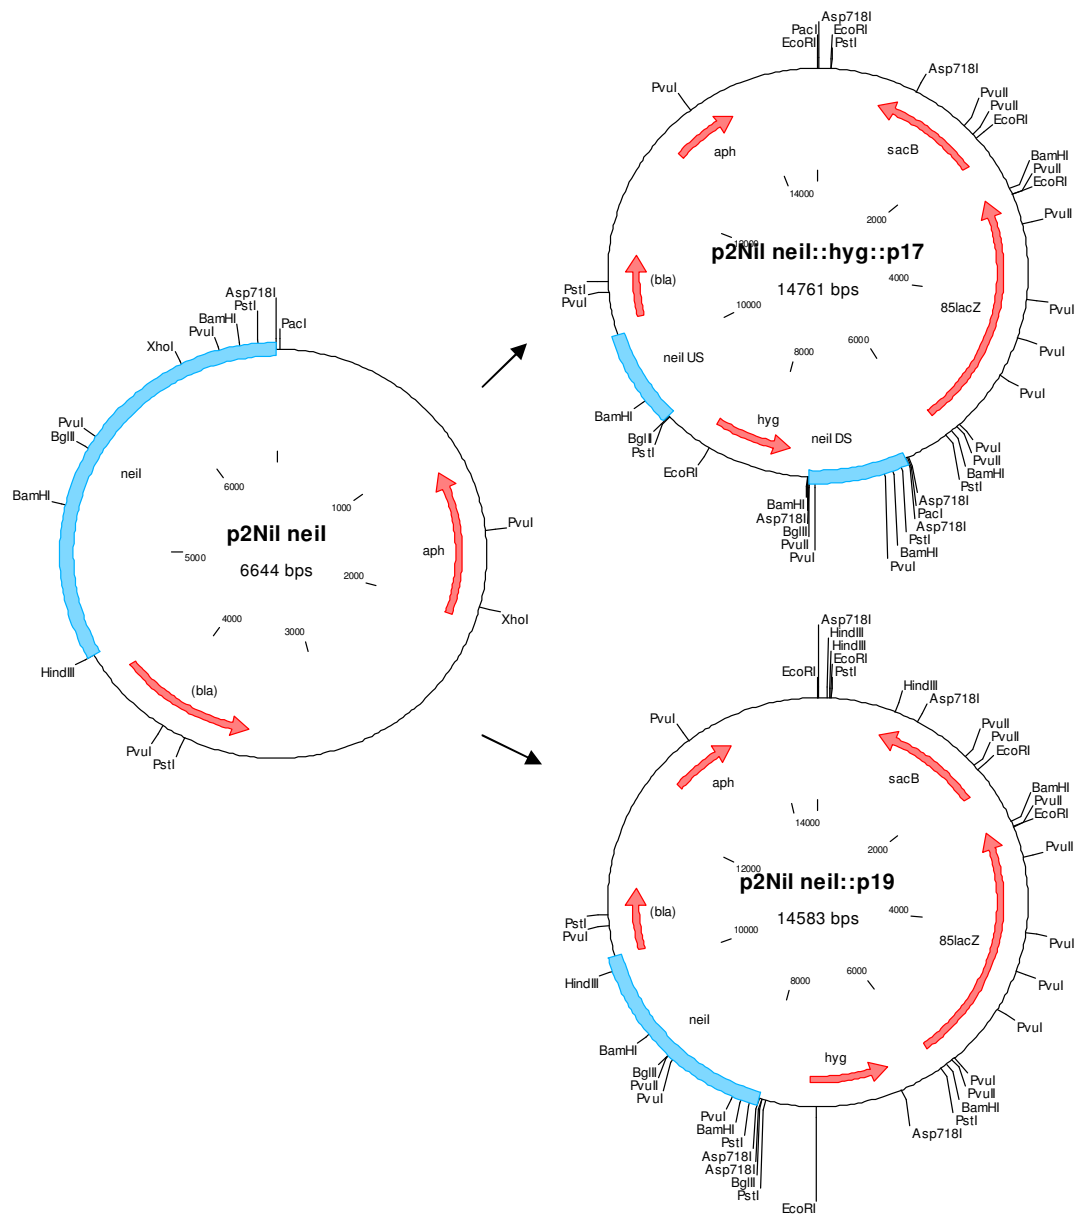 Asp718I
PstI
BamHI
PvuI
XhoI
PacI
PvuI
BglII
BamHI
HindIII
PvuI
PstI
PvuI
XhoI
neil
aph
(bla)
6000
1000
5000
2000
4000
3000
p2Nil neil
6644 bps
PacI
EcoRI
Asp718I
EcoRI
PstI
Asp718I
PvuII
PvuII
EcoRI
BamHI
PvuII
EcoRI
PvuII
PvuI
PvuI
PvuI
PvuI
PvuII
BamHI
PstI
Asp718I
PacI
Asp718I
PstI
BamHI
PvuI
BamHI
Asp718I
BglII
PvuII
PvuI
EcoRI
BamHI
BglII
PstI
PstI
PvuI
PvuI
aph
sacB
(bla)
85lacZ
neil US
hyg
neil DS
14000
2000
12000
4000
10000
6000
8000
p2Nil neil::hyg::p17
14761 bps
EcoRI
Asp718I
HindIII
HindIII
EcoRI
PstI
HindIII
Asp718I
PvuII
PvuII
EcoRI
BamHI
PvuII
EcoRI
PvuII
PvuI
PvuI
PvuI
PvuI
PvuII
BamHI
PstI
Asp718I
EcoRI
PvuI
BamHI
PstI
Asp718I
Asp718I
BglII
PstI
BamHI
BglII
PvuII
PvuI
HindIII
PstI
PvuI
PvuI
aph
sacB
(bla)
85lacZ
neil
hyg
14000
2000
12000
4000
10000
6000
8000
p2Nil neil::p19
14583 bps